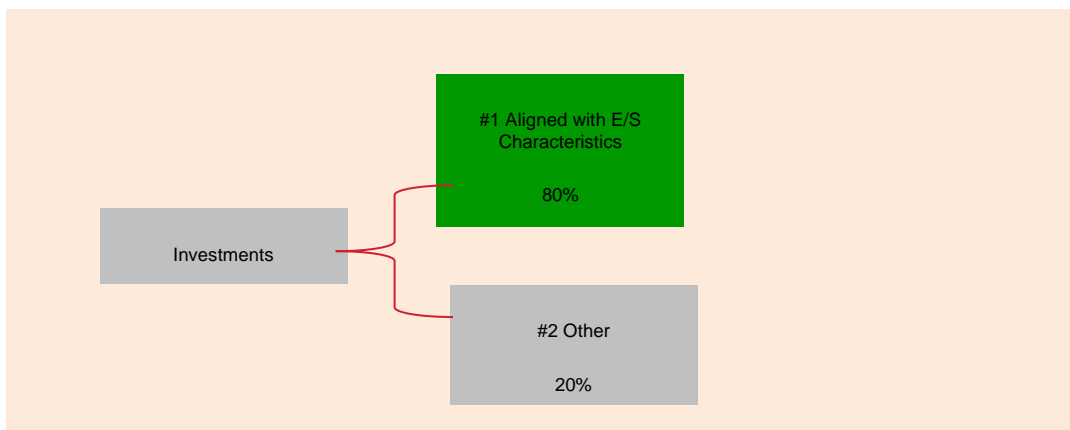 #1 Aligned with E/S
Characteristics
80%
Investments
#2 Other
20%